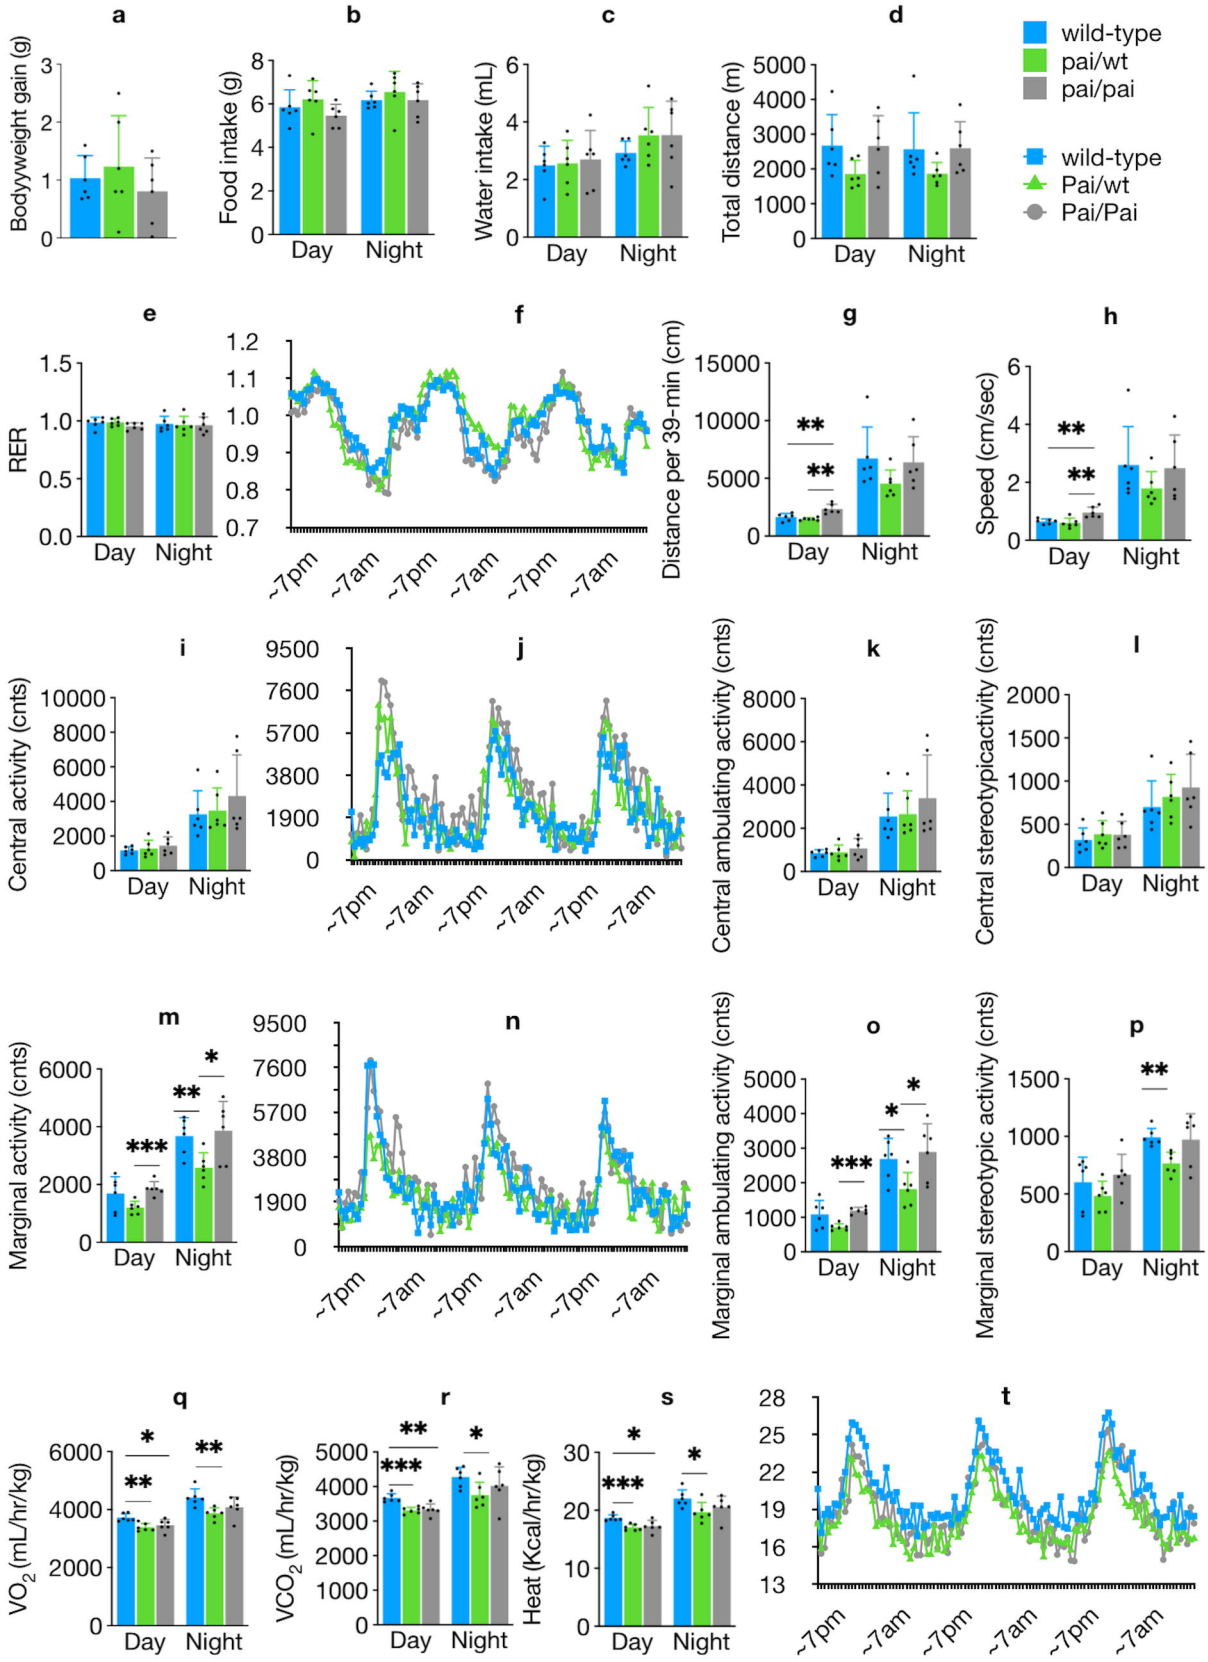 a
b
c
d
Bodyyweight gain (g)
3
2
1
0
Food intake (g)
8
6
4
2
0
Day
Night
Water intake (mL)
6
4
2
0
Day
Night
Total distance (m)
5000
4000
3000
2000
1000
0
Day
Night
wild-type
pai/wt
pai/pai
wild-type
Pai/wt
Pai/Pai
e
f
g
h
RER
1.5
1.0
0.5
0.0
Day
Night
1.2
1.1
1.0
0.9
0.8
0.7
~7pm
~7am
~7pm
~7am
~7pm
~7am
Distance per 39-min (cm)
15000
10000
5000
0
**
**
Day
Night
Speed (cm/sec)
6
4
2
0
**
**
Day
Night
i
j
k
l
Central activity (cnts)
10000
8000
6000
4000
2000
0
Day
Night
9500
7600
5700
3800
1900
0
~7pm
~7am
~7pm
~7am
~7pm
~7am
Central ambulating activity (cnts)
8000
6000
4000
2000
0
Day
Night
Central stereotypicactivity (cnts)
2000
1500
1000
500
0
Day
Night
m
n
o
p
Marginal activity (cnts)
6000
4000
2000
0
***
**
*
Day
Night
9500
7600
5700
3800
1900
0
~7pm
~7am
~7pm
~7am
~7pm
~7am
Marginal ambulating activity (cnts)
5000
4000
3000
2000
1000
0
***
*
*
Day
Night
Marginal stereotypic activity (cnts)
1500
1000
500
0
**
Day
Night
q
r
s
t
VO2 (mL/hr/kg)
6000
4000
2000
0
*
**
**
Day
Night
VCO2 (mL/hr/kg)
5000
4000
3000
2000
1000
0
**
***
*
Day
Night
Heat (Kcal/hr/kg)
30
20
10
0
*
***
*
Day
Night
28
25
22
19
16
13
~7pm
~7am
~7pm
~7am
~7pm
~7am